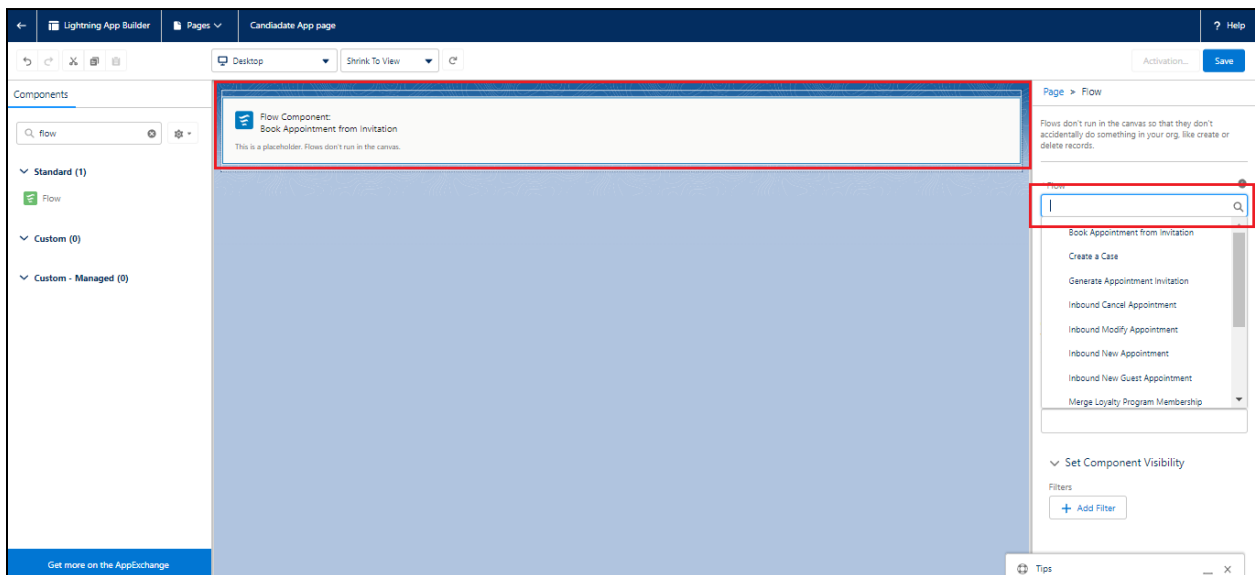 Lightning App Builder
Pages
Candiadate App page
? Help
Desktop
Shrink To View
Activation...
Save
Components
flow
Standard (1)
Flow
Custom (0)
Custom - Managed (0)
Get more on the AppExchange
Flow Component:
Book Appointment from Invitation
This is a placeholder. Flows don't run in the canvas.
Page > Flow
Flows don't run in the canvas so that they don't
accidentally do something in your org, like create or
delete records.
Flow
Book Appointment from Invitation
Create a Case
Generate Appointment Invitation
Inbound Cancel Appointment
Inbound Modify Appointment
Inbound New Appointment
Inbound New Guest Appointment
Merge Loyalty Program Membership
Set Component Visibility
Filters
+ Add Filter
Tips